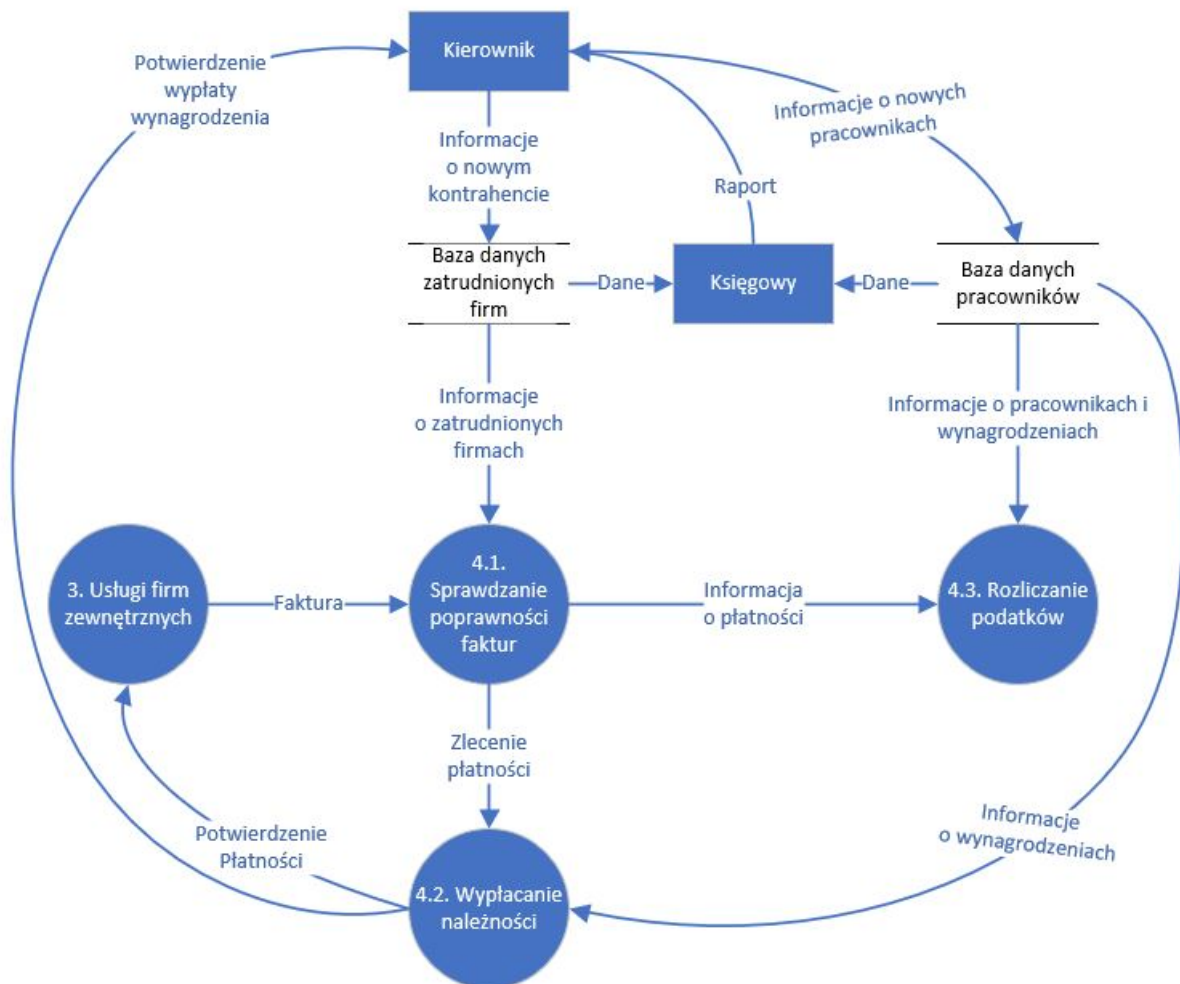 Kierownik
Potwierdzenie
wypłaty
wynagrodzenia
Informacje o nowych
pracownikach
Informacje
o nowym
kontrahencie
Raport
Baza danych
zatrudnionych
firm
Dane
Księgowy
Dane
Baza danych
pracowników
Informacje
o zatrudnionych
firmach
Informacje o pracownikach i
wynagrodzeniach
3. Usługi firm
zewnętrznych
Faktura
4.1.
Sprawdzanie
poprawności
faktur
Informacja
o płatności
4.3. Rozliczanie
podatków
Zlecenie
płatności
Potwierdzenie
Płatności
Informacje
o wynagrodzeniach
4.2. Wypłacanie
należności